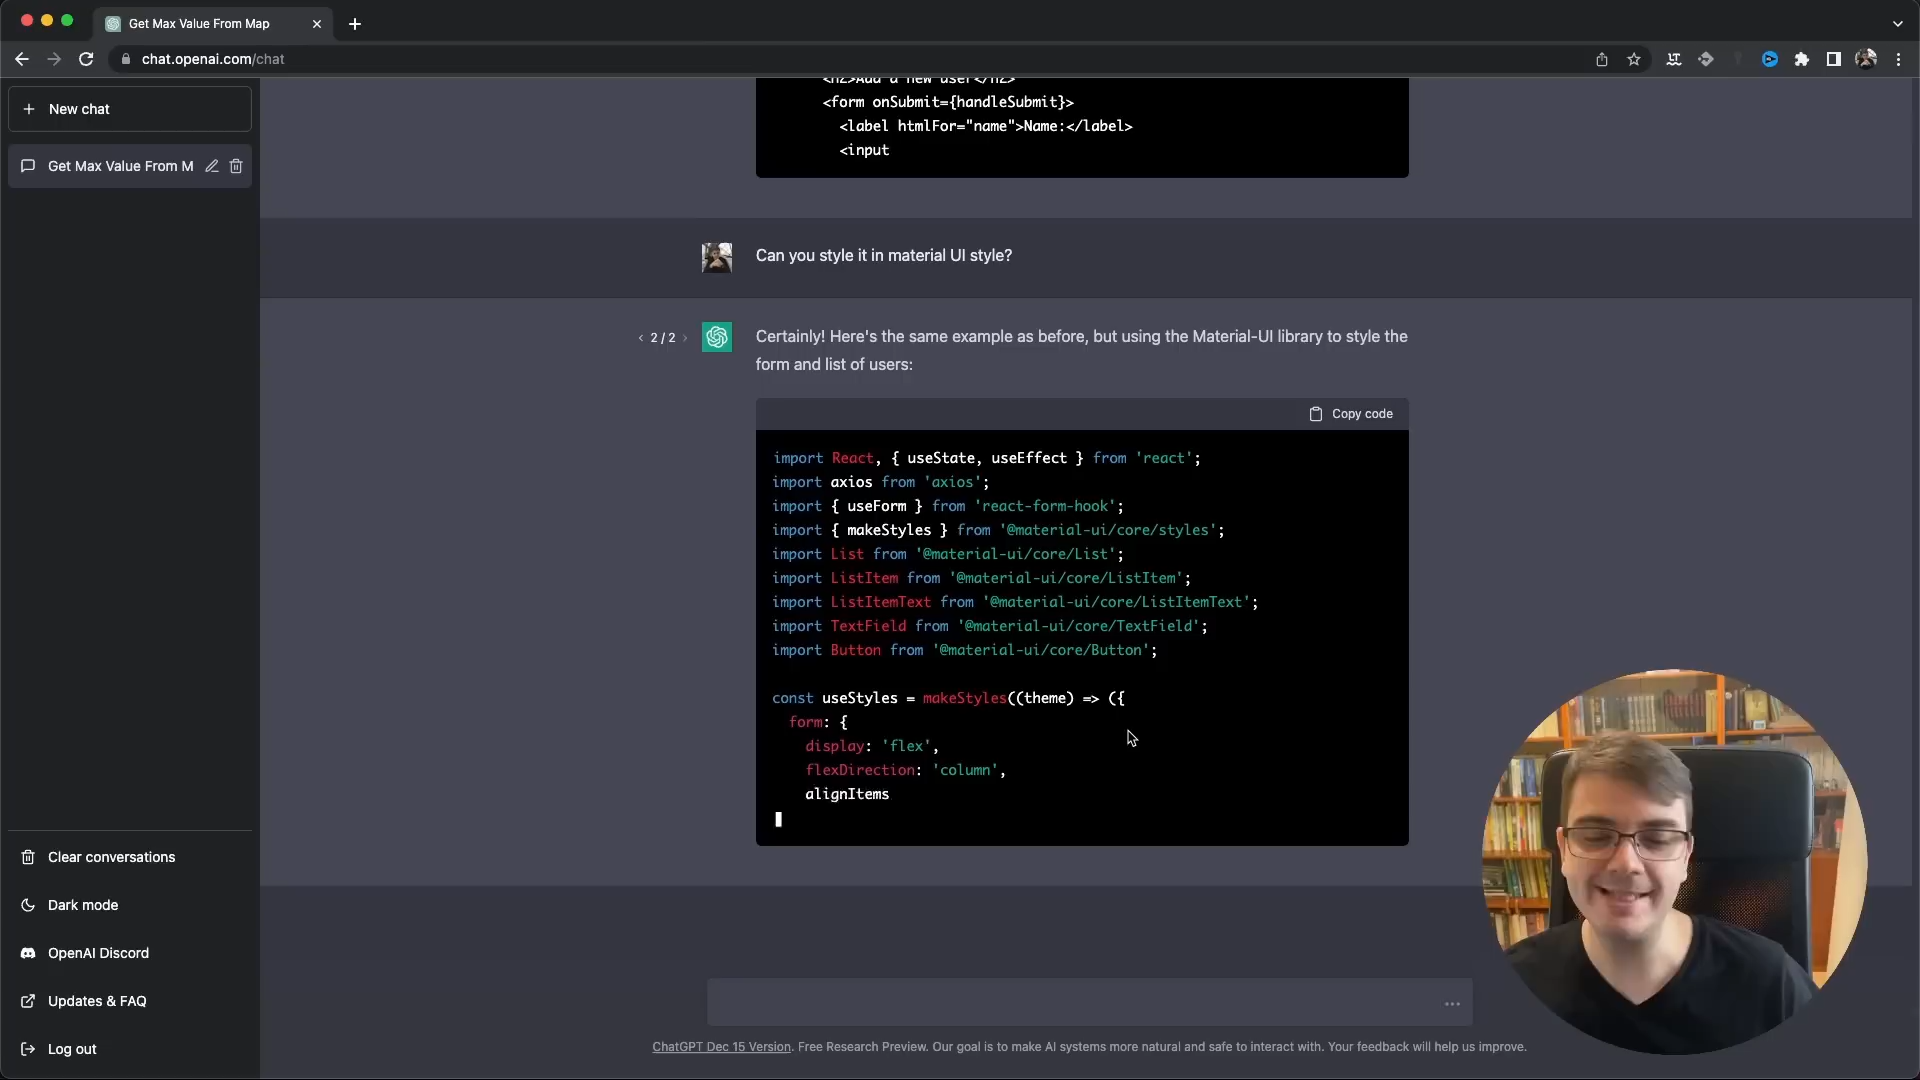 Get Max Value From Map
chat.openai.com/chat
New chat
Get Max Value From M
<h2>Add a new user</h2>
<form onSubmit={handleSubmit}>
<label htmlFor="name">Name:</label>
<input
Can you style it in material UI style?
< 2 / 2 >
Certainly! Here's the same example as before, but using the Material-UI library to style the
form and list of users:
Copy code
import React, { useState, useEffect } from 'react';
import axios from 'axios';
import { useForm } from 'react-form-hook';
import { makeStyles } from '@material-ui/core/styles';
import List from '@material-ui/core/List';
import ListItem from '@material-ui/core/ListItem';
import ListItemText from '@material-ui/core/ListItemText';
import TextField from '@material-ui/core/TextField';
import Button from '@material-ui/core/Button';
const useStyles = makeStyles((theme) => ({
form: {
display: 'flex',
flexDirection: 'column',
alignItems
Clear conversations
Dark mode
OpenAI Discord
Updates & FAQ
Log out
ChatGPT Dec 15 Version. Free Research Preview. Our goal is to make AI systems more natural and safe to interact with. Your feedback will help us improve.